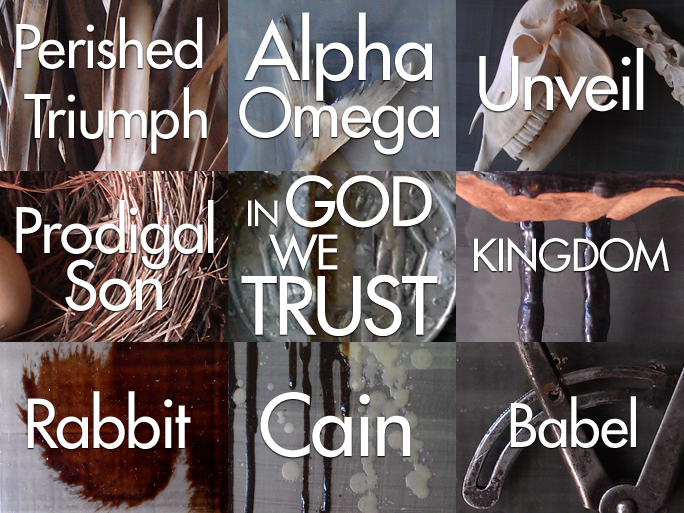 Perished
Triumph
Alpha
Omega
Unveil
Prodigal
Son
IN GOD
WE
TRUST
KINGDOM
Rabbit
Cain
Babel